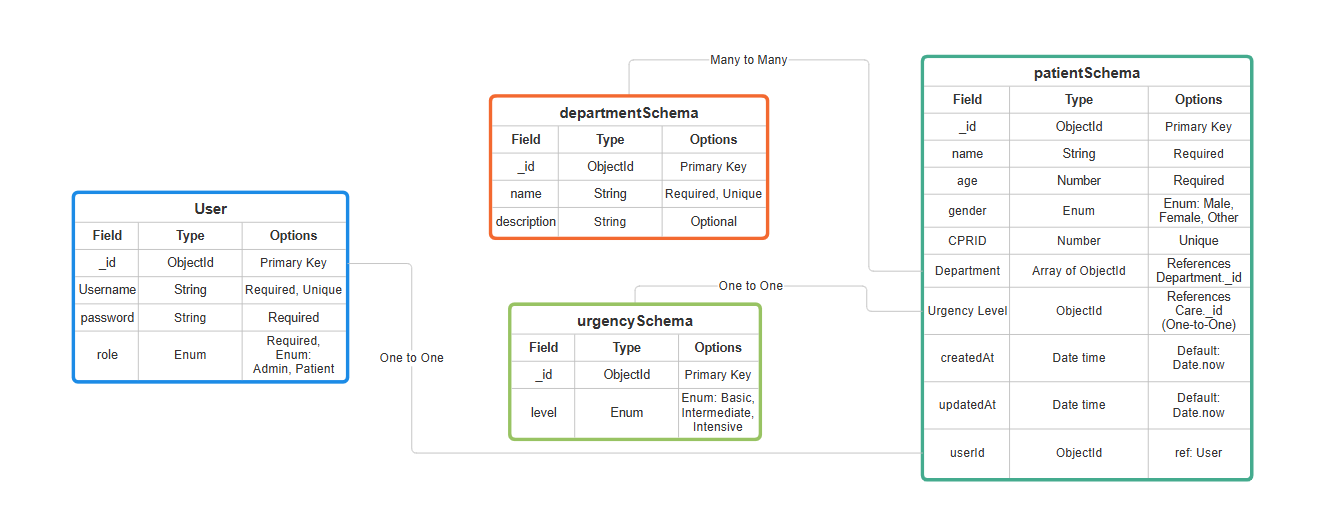 Many to Many
patientSchema
Field Type Options
_id ObjectId Primary Key
name String Required
age Number Required
gender Enum Enum: Male,
Female, Other
CPRID Number Unique
Department Array of ObjectId References
Department._id
Urgency Level ObjectId References
Care._id
(One-to-One)
createdAt Date time Default:
Date.now
updatedAt Date time Default:
Date.now
userId ObjectId ref: User
departmentSchema
Field Type Options
_id ObjectId Primary Key
name String Required, Unique
description String Optional
User
Field Type Options
_id ObjectId Primary Key
Username String Required, Unique
password String Required
role Enum Required,
Enum:
Admin, Patient
One to One
urgencySchema
Field Type Options
_id ObjectId Primary Key
level Enum Enum: Basic,
Intermediate,
Intensive
One to One